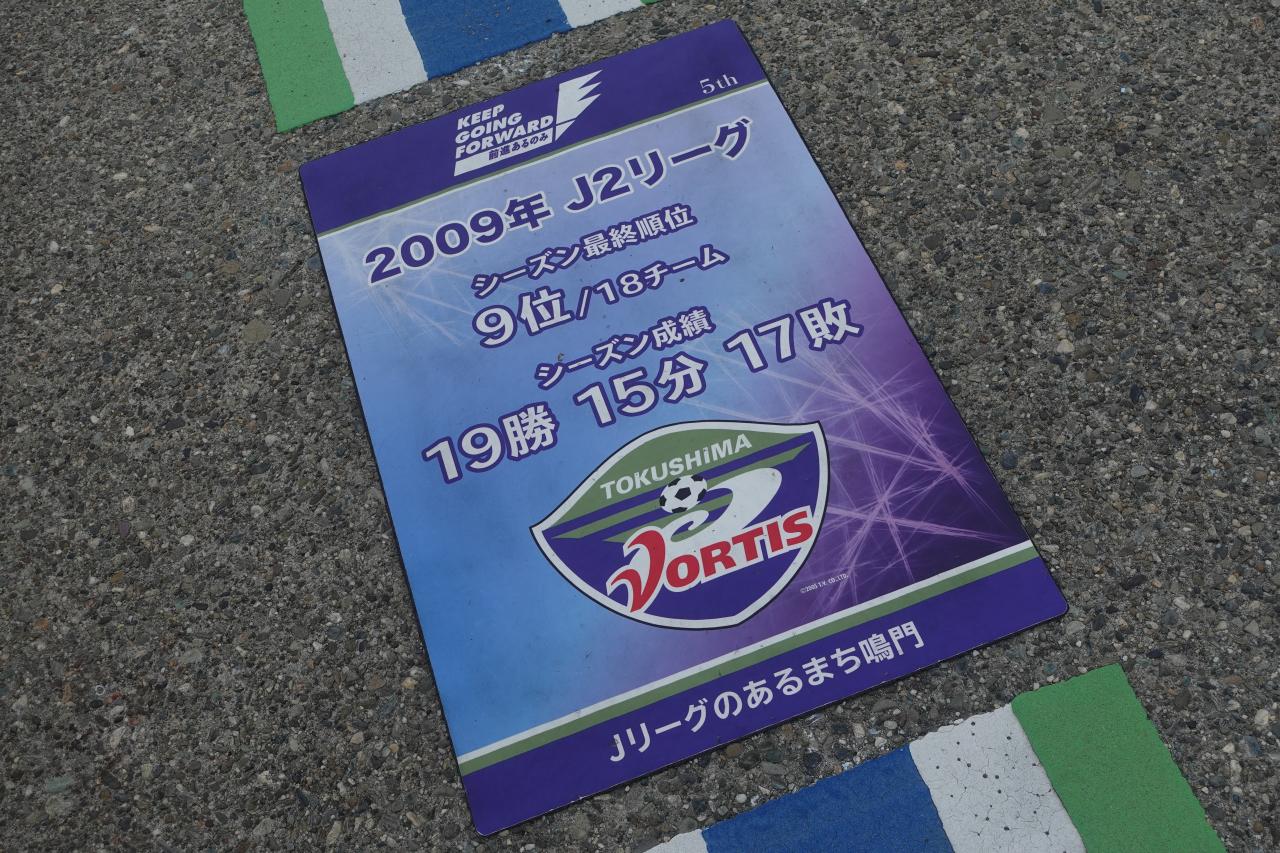 KEEP
GOING
FORWARD
前進あるのみ
5th
2009年 J2リーグ
シーズン最終順位
9位/18チーム
シーズン成績
19勝 15分 17敗
TOKUSHiMA
VORTIS
©2005 T.V. CO.,LTD.
Jリーグのあるまち鳴門